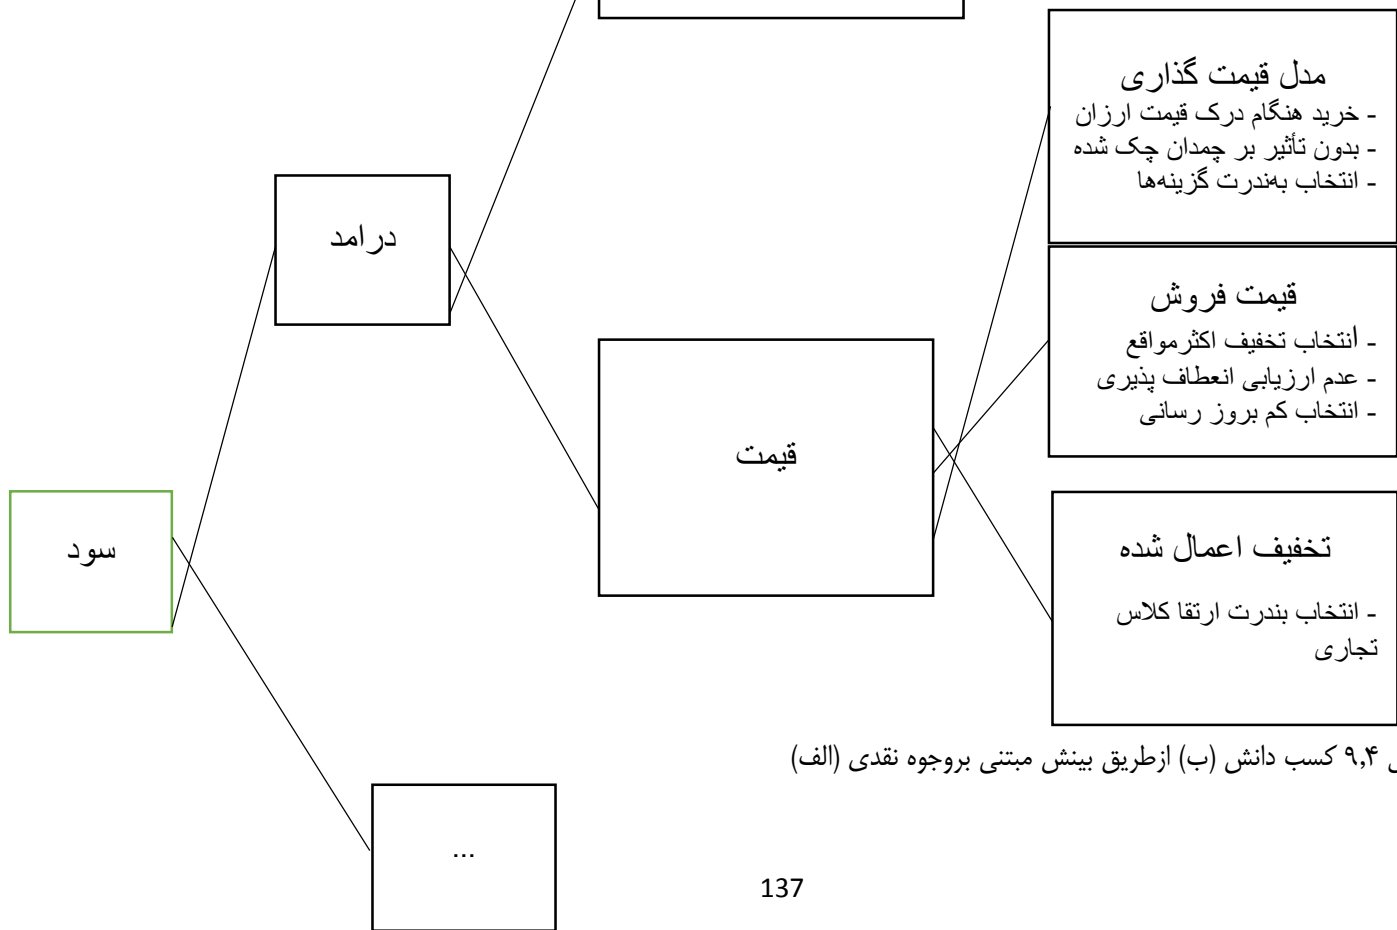 مدل قیمت گذاری
- خرید هنگام درک قیمت ارزان
- بدون تأثیر بر چمدان چک شده
- انتخاب به‌ندرت گزینه‌ها
درامد
قیمت فروش
- أنتخاب تخفیف اکثرمواقع
- عدم ارزیابی انعطاف پذیری
- انتخاب کم بروز رسانی
قیمت
سود
تخفیف اعمال شده
- انتخاب بندرت ارتقا کلاس
تجاری
۹,۴ کسب دانش (ب) ازطریق بینش مبتنی بروجوه نقدی (الف)
...
137